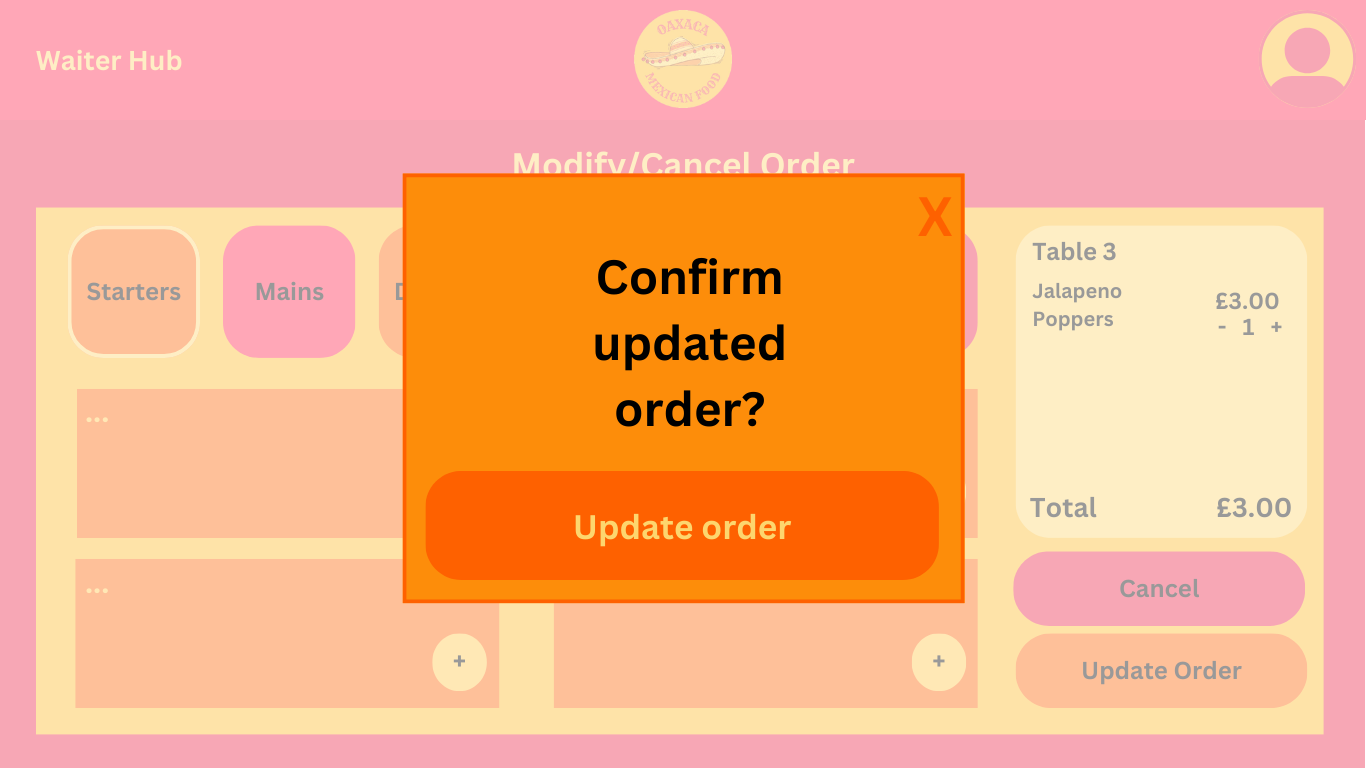 Waiter Hub
OAXACA
MEXICAN FOOD
Modify/Cancel Order
Starters
Mains
D
X
Confirm
updated
order?
Update order
...
...
+
+
Table 3
Jalapeno
Poppers
£3.00
- 1 +
Total £3.00
Cancel
Update Order